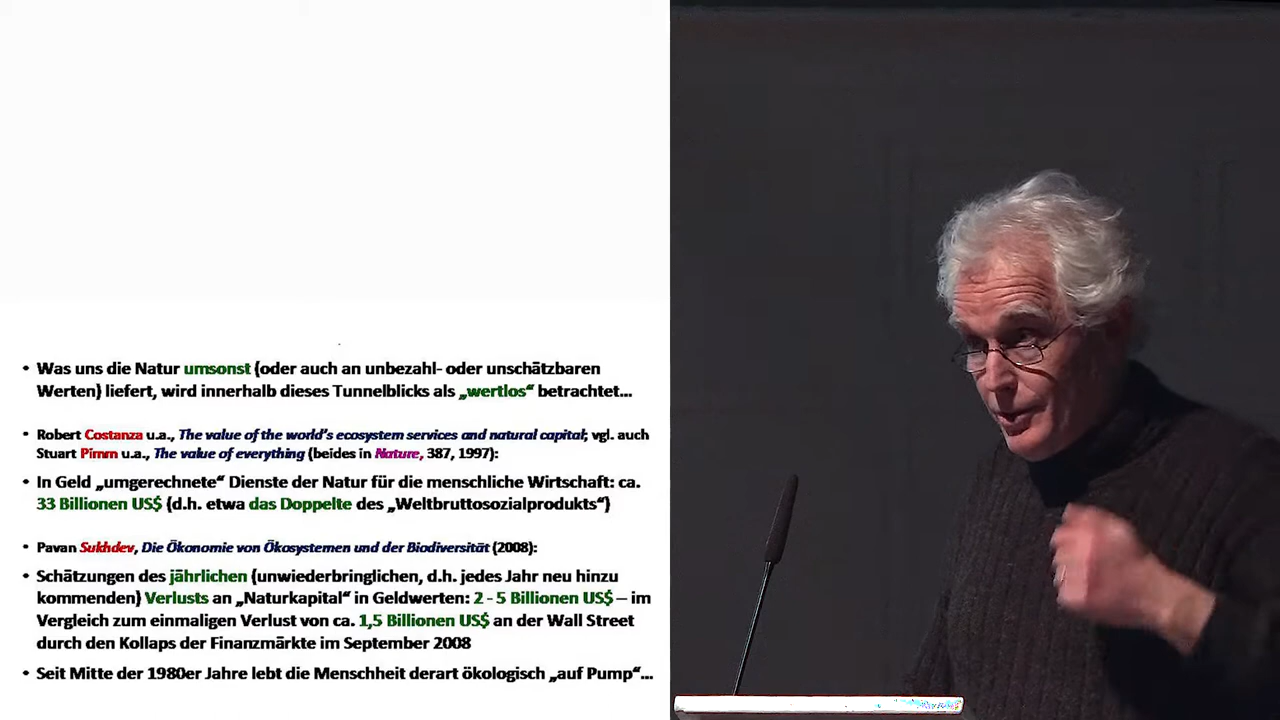 • Was uns die Natur umsonst (oder auch an unbezahl- oder unschätzbaren
Werten) liefert, wird innerhalb dieses Tunnelblicks als „wertlos“ betrachtet...
• Robert Costanza u.a., The value of the world's ecosystem services and natural capital; vgl. auch
Stuart Pimm u.a., The value of everything (beides in Nature, 387, 1997):
• In Geld „umgerechnete“ Dienste der Natur für die menschliche Wirtschaft: ca.
33 Billionen US$ (d.h. etwa das Doppelte des „Weltbruttosozialprodukts“)
• Pavan Sukhdev, Die Ökonomie von Ökosystemen und der Biodiversität (2008):
• Schätzungen des jährlichen (unwiederbringlichen, d.h. jedes Jahr neu hinzu
kommenden) Verlusts an „Naturkapital“ in Geldwerten: 2 - 5 Billionen US$ – im
Vergleich zum einmaligen Verlust von ca. 1,5 Billionen US$ an der Wall Street
durch den Kollaps der Finanzmärkte im September 2008
• Seit Mitte der 1980er Jahre lebt die Menschheit derart ökologisch „auf Pump“...